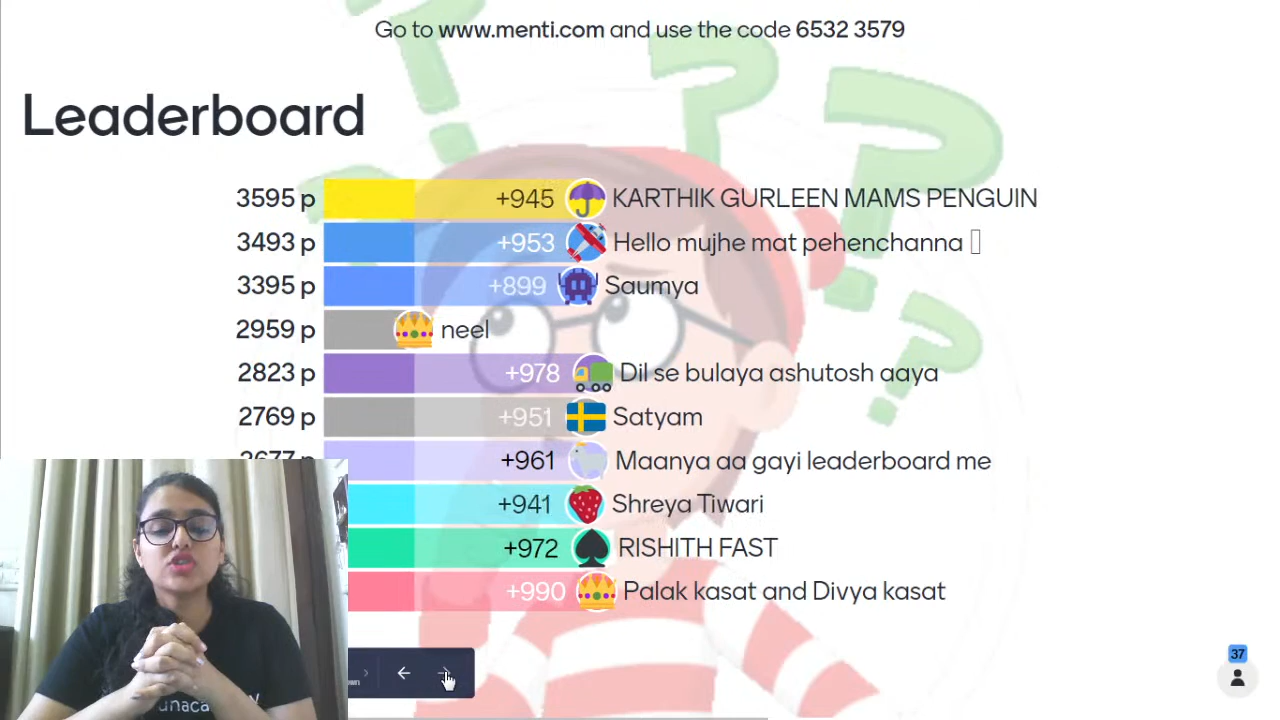 Go to www.menti.com and use the code 6532 3579
Leaderboard
3595 p +945 KARTHIK GURLEEN MAMS PENGUIN
3493 p +953 Hello mujhe mat pehenchanna
3395 p +899 Saumya
2959 p neel
2823 p +978 Dil se bulaya ashutosh aaya
2769 p +951 Satyam
2677 p +961 Maanya aa gayi leaderboard me
+941 Shreya Tiwari
+972 RISHITH FAST
+990 Palak kasat and Divya kasat
37